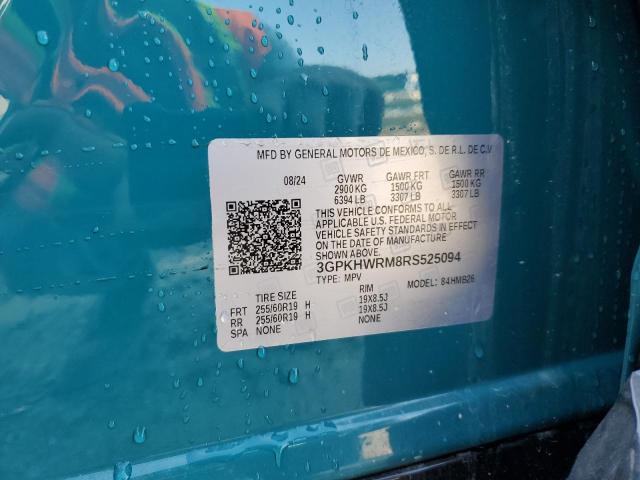 MFD BY GENERAL MOTORS DE MEXICO, S. DE R.L. DE C.V
08/24 GVWR GAWR FRT GAWR RR
2900 KG 1500 KG 1500 KG
6394 LB 3307 LB 3307 LB
THIS VEHICLE CONFORMS TO ALL
APPLICABLE U.S. FEDERAL MOTOR
VEHICLE SAFETY STANDARDS IN EFFECT
ON THE DATE OF MANUFACTURE
SHOWN ABOVE.
3GPKHWRM8RS525094
TYPE: MPV MODEL: 84HMB26
TIRE SIZE RIM
FRT 255/60R19 H 19X8.5J
RR 255/60R19 H 19X8.5J
SPA NONE NONE